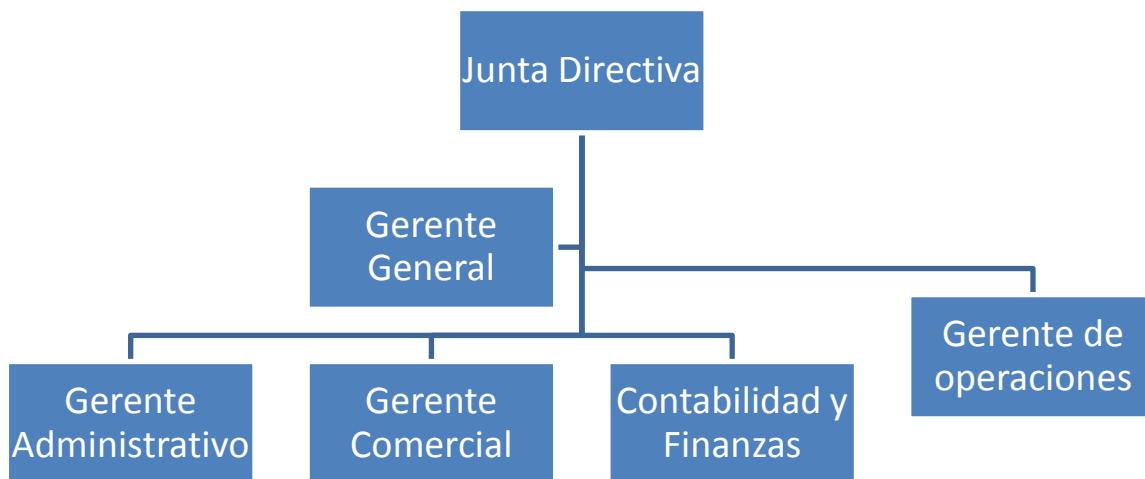 Junta Directiva
Gerente
General
Gerente de
operaciones
Gerente
Administrativo
Gerente
Comercial
Contabilidad y
Finanzas